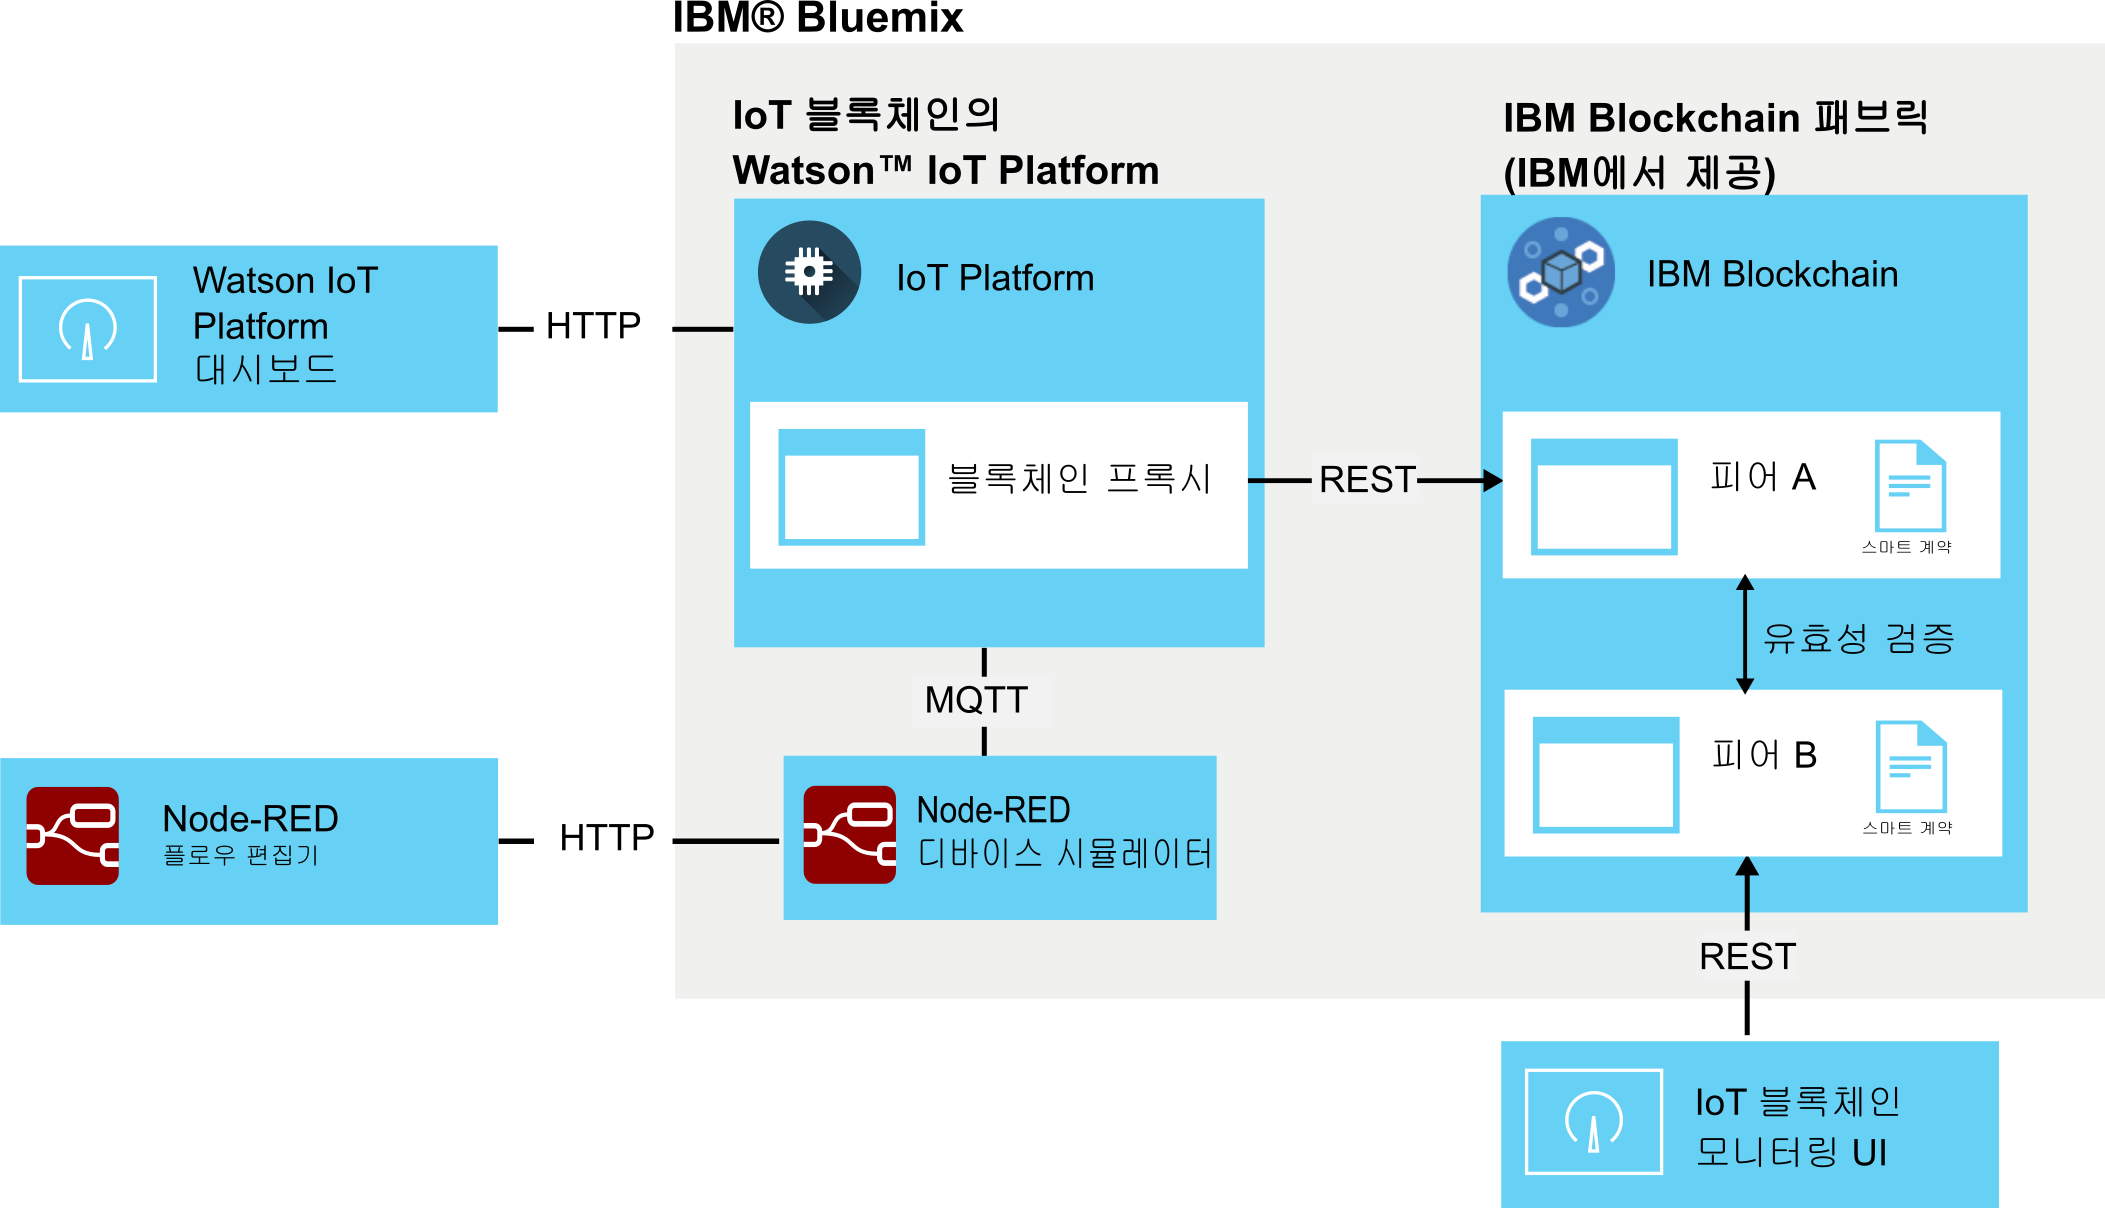 IBM® Bluemix
IoT 블록체인의
Watson™ IoT Platform
IBM Blockchain 패브릭
(IBM에서 제공)
Watson IoT
Platform
대시보드
HTTP
IoT Platform
IBM Blockchain
블록체인 프록시
REST
피어 A
스마트 계약
유효성 검증
MQTT
피어 B
스마트 계약
Node-RED
플로우 편집기
HTTP
Node-RED
디바이스 시뮬레이터
REST
IoT 블록체인
모니터링 UI